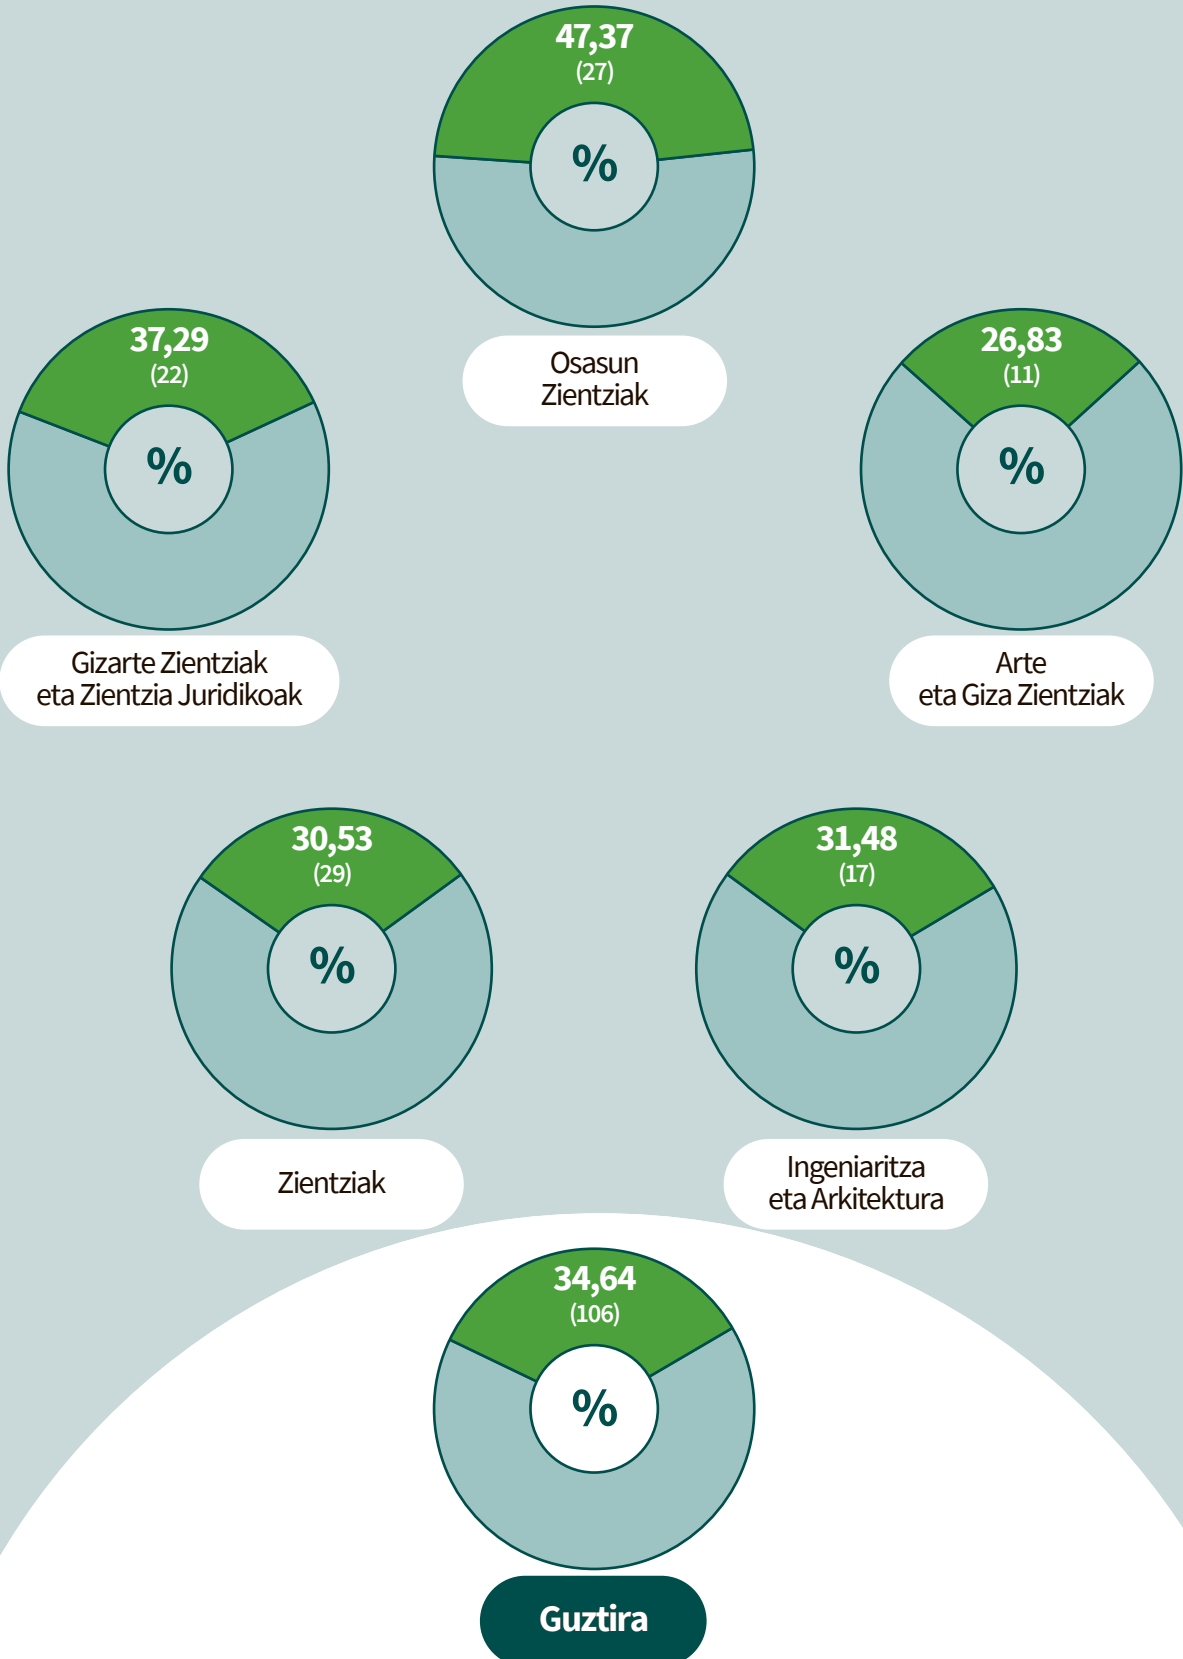 47,37
(27)
%
Osasun
Zientziak
37,29
(22)
%
Gizarte Zientziak
eta Zientzia Juridikoak
26,83
(11)
%
Arte
eta Giza Zientziak
30,53
(29)
%
Zientziak
31,48
(17)
%
Ingeniaritza
eta Arkitektura
34,64
(106)
%
Guztira